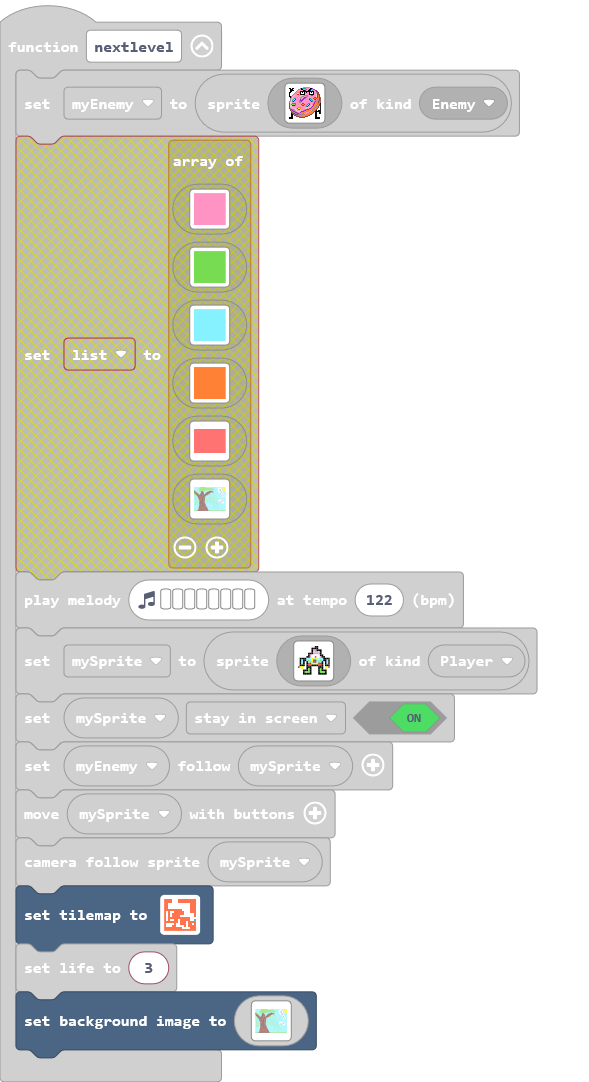 function nextlevel
set myEnemy to sprite of kind Enemy
array of
set list to
play melody at tempo 122 (bpm)
set mySprite to sprite of kind Player
set mySprite stay in screen ON
set myEnemy follow mySprite
move mySprite with buttons
camera follow sprite mySprite
set tilemap to
set life to 3
set background image to